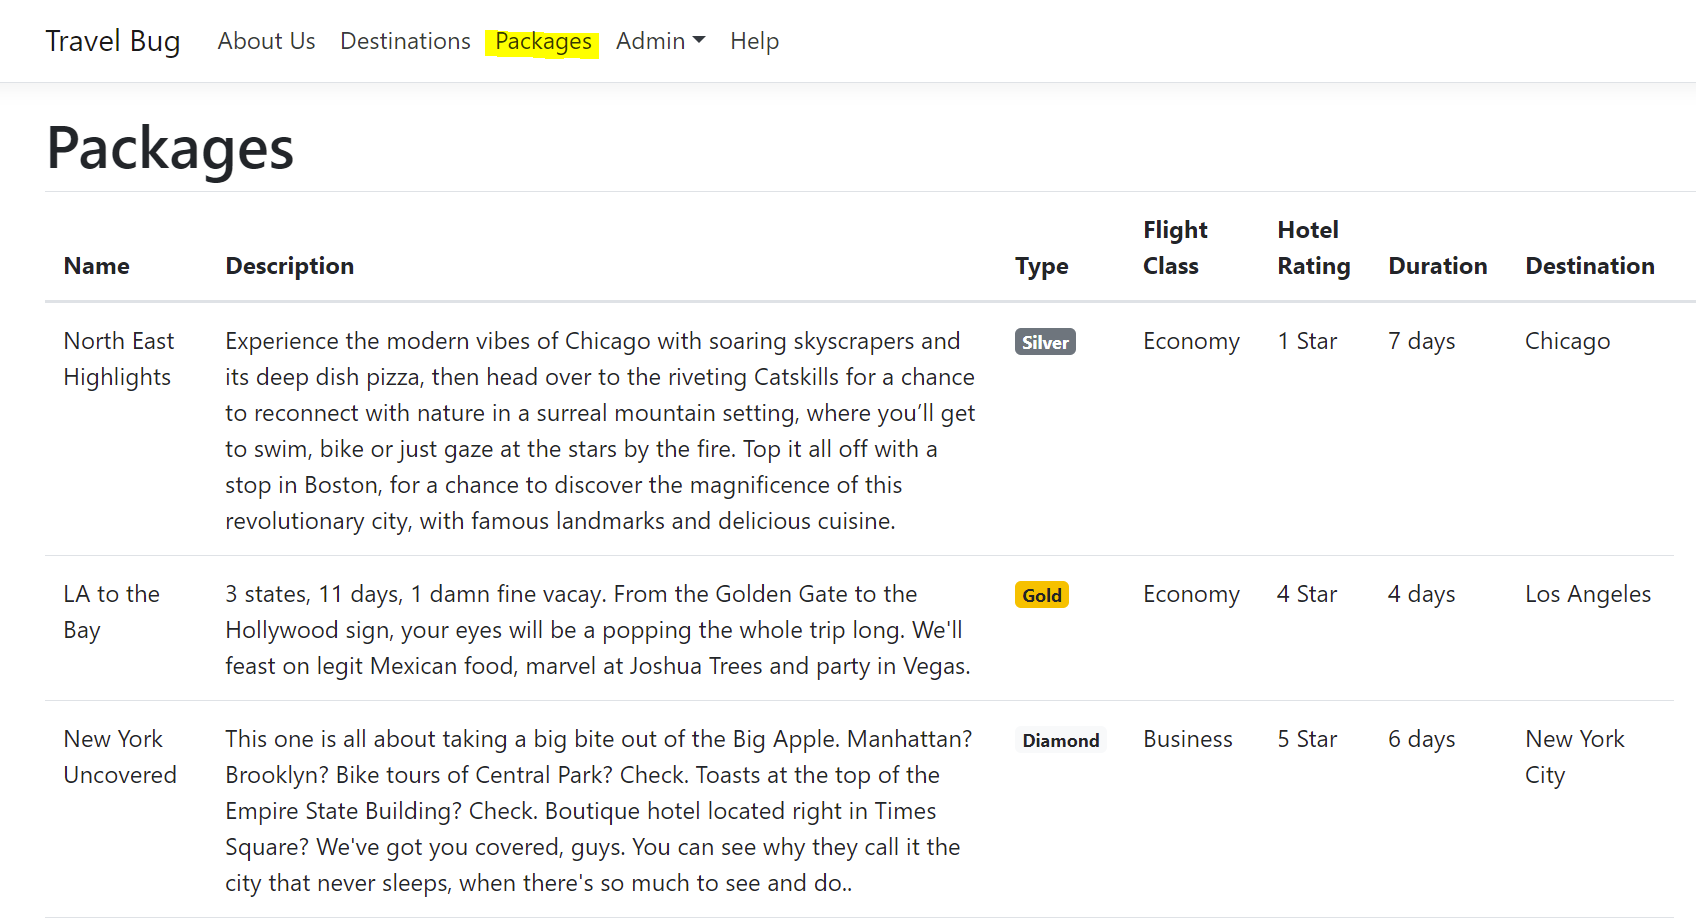 Travel Bug About Us Destinations Packages Admin Help
Packages
Name Description Type Flight Class Hotel Rating Duration Destination
North East Highlights
Experience the modern vibes of Chicago with soaring skyscrapers and
its deep dish pizza, then head over to the riveting Catskills for a chance
to reconnect with nature in a surreal mountain setting, where you’ll get
to swim, bike or just gaze at the stars by the fire. Top it all off with a
stop in Boston, for a chance to discover the magnificence of this
revolutionary city, with famous landmarks and delicious cuisine.
Silver Economy 1 Star 7 days Chicago
LA to the Bay
3 states, 11 days, 1 damn fine vacay. From the Golden Gate to the
Hollywood sign, your eyes will be a popping the whole trip long. We'll
feast on legit Mexican food, marvel at Joshua Trees and party in Vegas.
Gold Economy 4 Star 4 days Los Angeles
New York Uncovered
This one is all about taking a big bite out of the Big Apple. Manhattan?
Brooklyn? Bike tours of Central Park? Check. Toasts at the top of the
Empire State Building? Check. Boutique hotel located right in Times
Square? We've got you covered, guys. You can see why they call it the
city that never sleeps, when there's so much to see and do..
Diamond Business 5 Star 6 days New York City